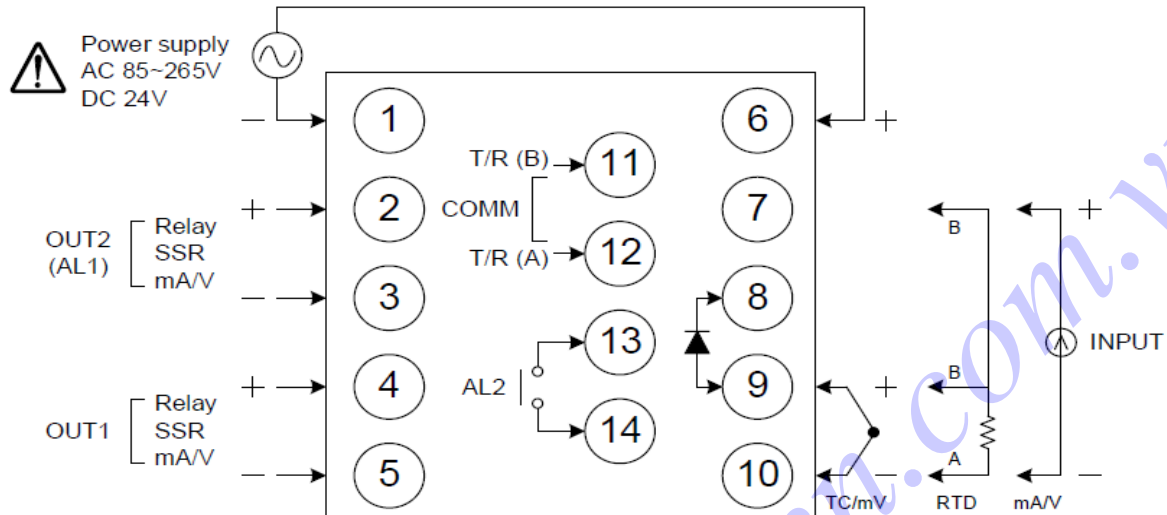 Power supply
AC 85~265V
DC 24V
− 1
6 +
T/R (B) 11
+ 2
COMM
7
B
+
OUT2
(AL1)
Relay
SSR
mA/V
T/R (A) 12
− 3
8
13
INPUT
+ 4
AL2
9 +
B
OUT1
Relay
SSR
mA/V
14
− 5
10 −
A
−
TC/mV RTD mA/V